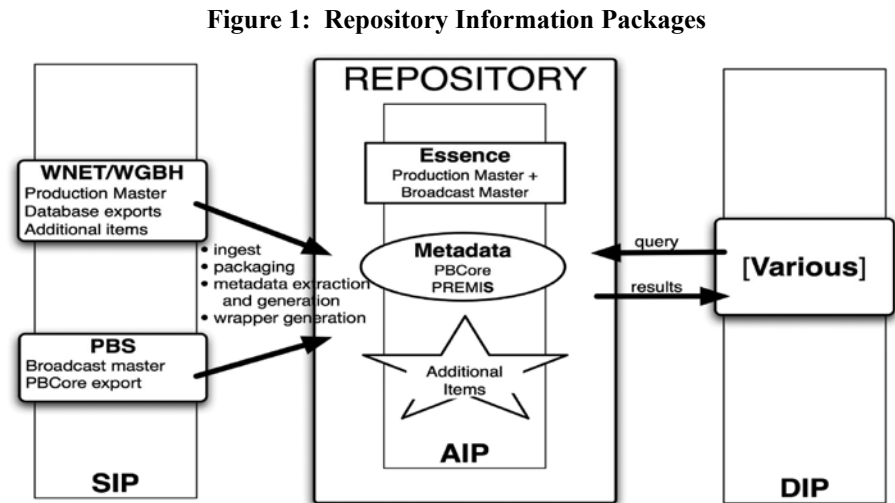 Figure 1: Repository Information Packages
WNET/WGBH
Production Master
Database exports
Additional items
• ingest
• packaging
• metadata extraction
and generation
• wrapper generation
PBS
Broadcast master
PBCore export
SIP
REPOSITORY
Essence
Production Master +
Broadcast Master
Metadata
PBCore
PREMIS
Additional
Items
AIP
query
results
[Various]
DIP